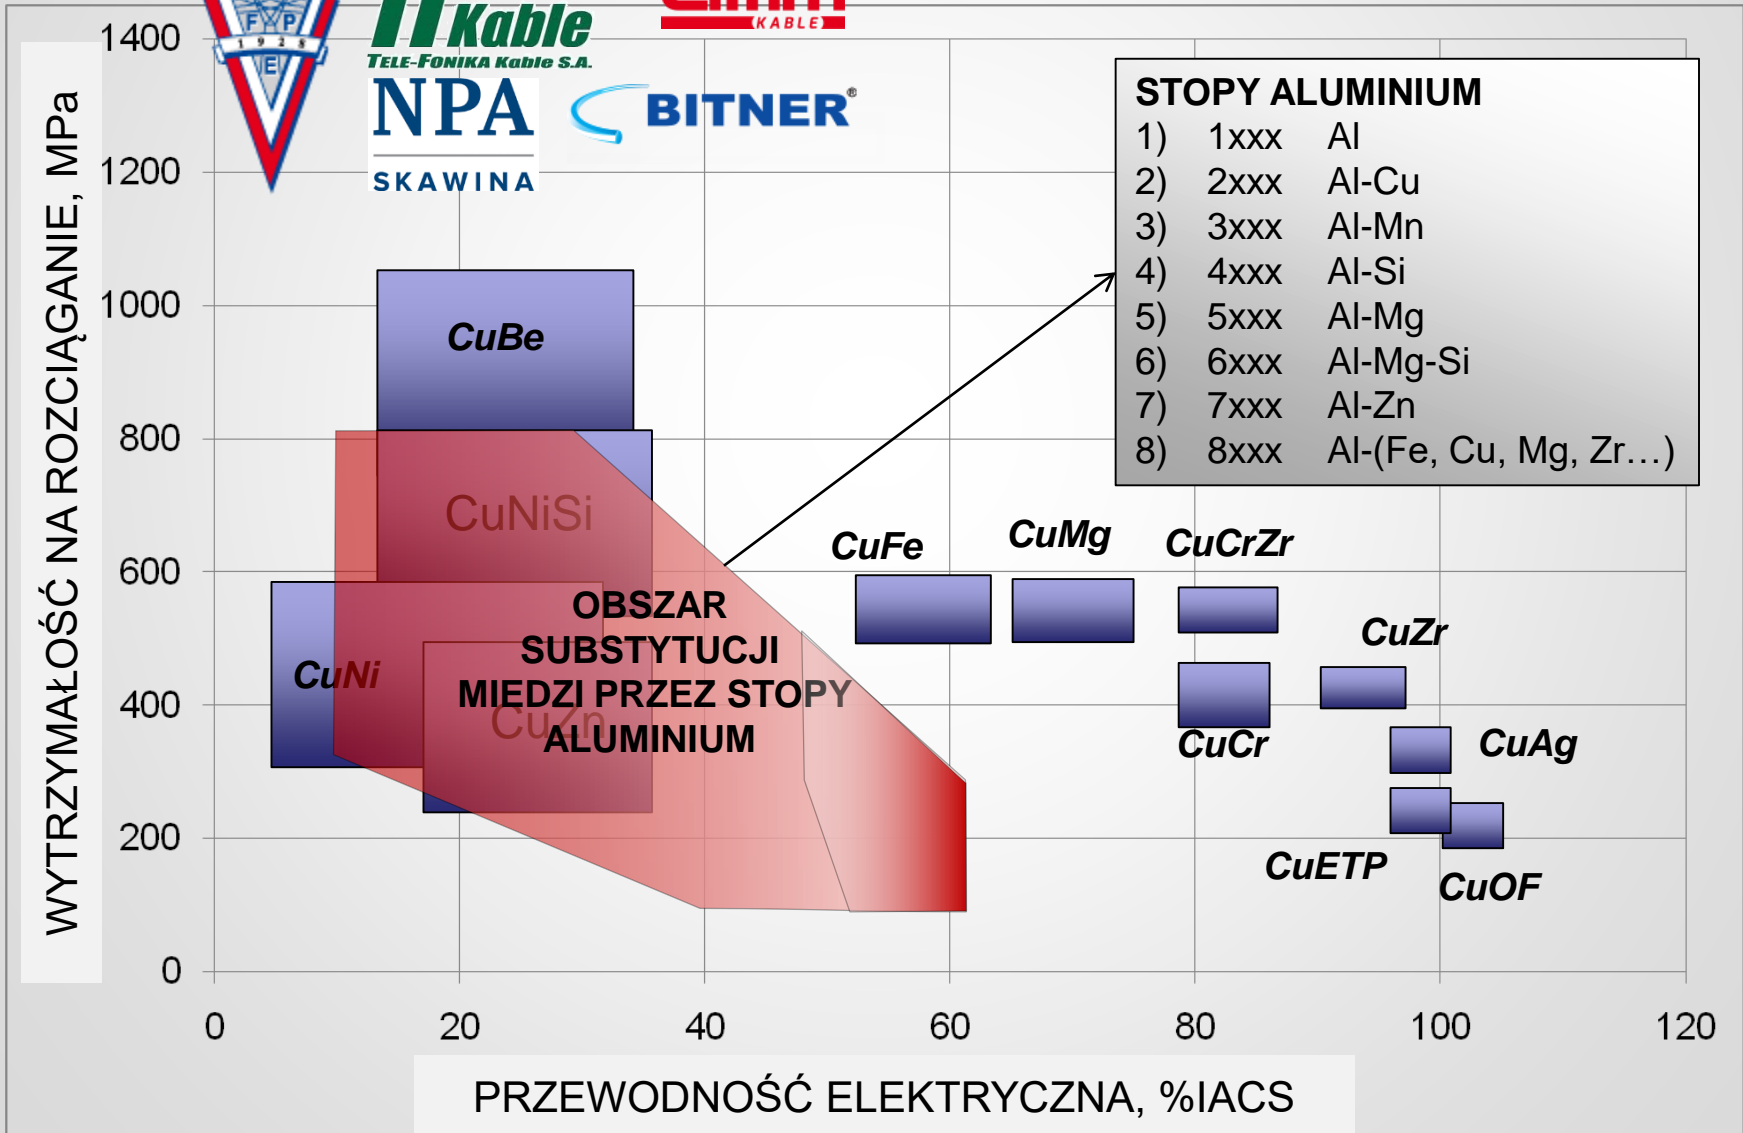 F P
1928
E
Kable
TELE-FONIKA Kable S.A.
KABLE
NPA
SKAWINA
BITNER®
WYTRZYMAŁOŚĆ NA ROZCIĄGANIE, MPa
1400
1200
1000
800
600
400
200
0
STOPY ALUMINIUM
1) 1xxx Al
2) 2xxx Al-Cu
3) 3xxx Al-Mn
4) 4xxx Al-Si
5) 5xxx Al-Mg
6) 6xxx Al-Mg-Si
7) 7xxx Al-Zn
8) 8xxx Al-(Fe, Cu, Mg, Zr…)
CuBe
CuNiSi
CuNi
CuZn
OBSZAR
SUBSTYTUCJI
MIEDZI PRZEZ STOPY
ALUMINIUM
CuFe
CuMg
CuCrZr
CuZr
CuCr
CuAg
CuETP
CuOF
0 20 40 60 80 100 120
PRZEWODNOŚĆ ELEKTRYCZNA, %IACS